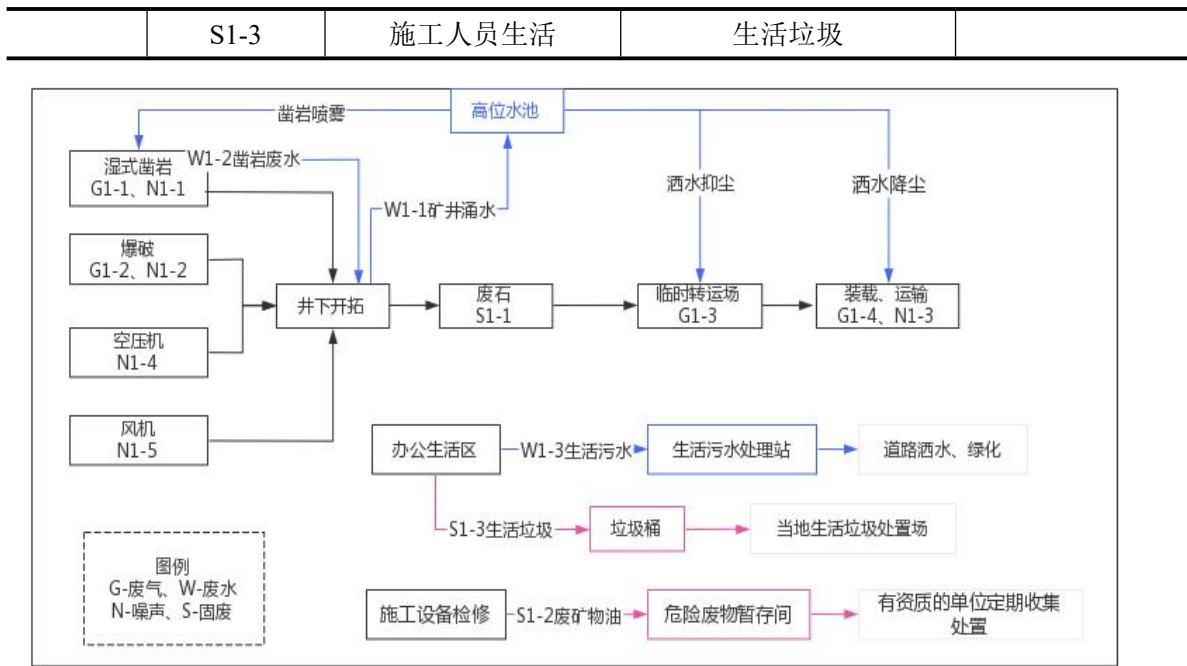 S1-3 施工人员生活 生活垃圾
高位水池
凿岩喷雾
湿式凿岩
G1-1、N1-1
W1-2凿岩废水
洒水抑尘
洒水降尘
W1-1矿井涌水
爆破
G1-2、N1-2
井下开拓
废石
S1-1
临时转运场
G1-3
装载、运输
G1-4、N1-3
空压机
N1-4
风机
N1-5
办公生活区
W1-3生活污水
生活污水处理站
道路洒水、绿化
S1-3生活垃圾
垃圾桶
当地生活垃圾处置场
图例
G-废气、W-废水
N-噪声、S-固废
施工设备检修
S1-2废矿物油
危险废物暂存间
有资质的单位定期收集
处置